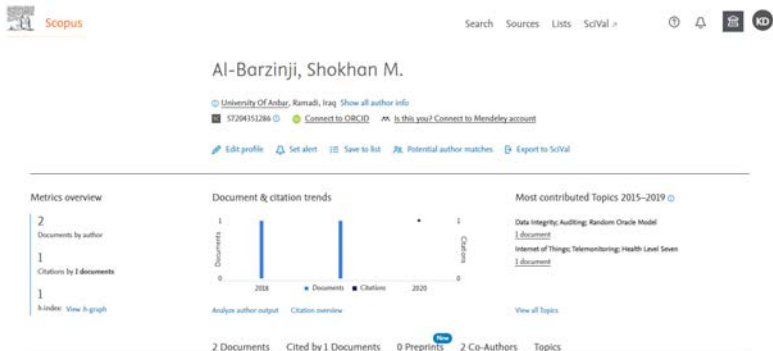 Scopus
Search Sources Lists SciVal
KD
Al-Barzinji, Shokhan M.
University Of Anbar, Ramadi, Iraq Show all author info
57204351286 Connect to ORCID Is this you? Connect to Mendeley account
Edit profile Set alert Save to list Potential author matches Export to SciVal
Metrics overview
2
Documents by author
1
Citations by 1 documents
1
h-index: View h-graph
Document & citation trends
1 1
Documents
Citations
0 0
2018 Documents Citations 2020
Analyze author output Citation overview
Most contributed Topics 2015–2019
Data Integrity; Auditing; Random Oracle Model
1 document
Internet of Things; Telemonitoring; Health Level Seven
1 document
View all Topics
New
2 Documents Cited by 1 Documents 0 Preprints 2 Co-Authors Topics